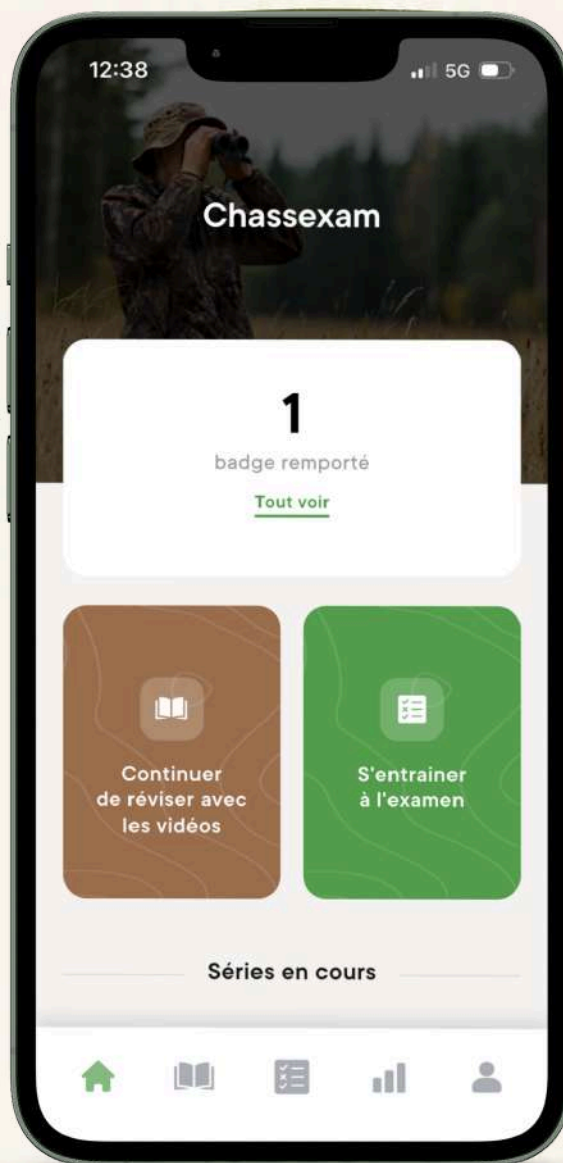 12:38
5G
Chassexam
1
badge remporté
Tout voir
Continuer
de réviser avec
les vidéos
S'entrainer
à l'examen
Séries en cours